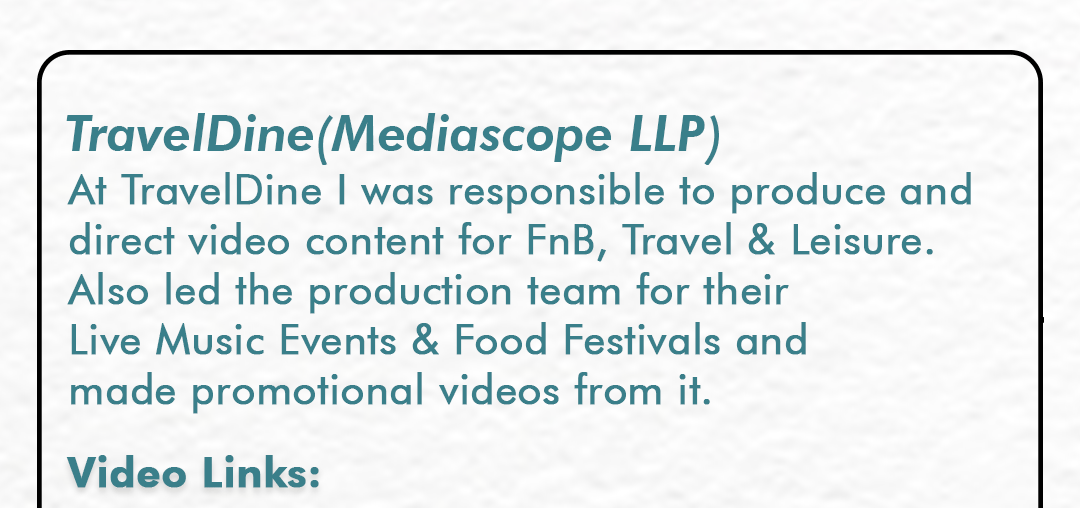 TravelDine(Mediascope LLP)
At TravelDine I was responsible to produce and
direct video content for FnB, Travel & Leisure.
Also led the production team for their
Live Music Events & Food Festivals and
made promotional videos from it.
Video Links: